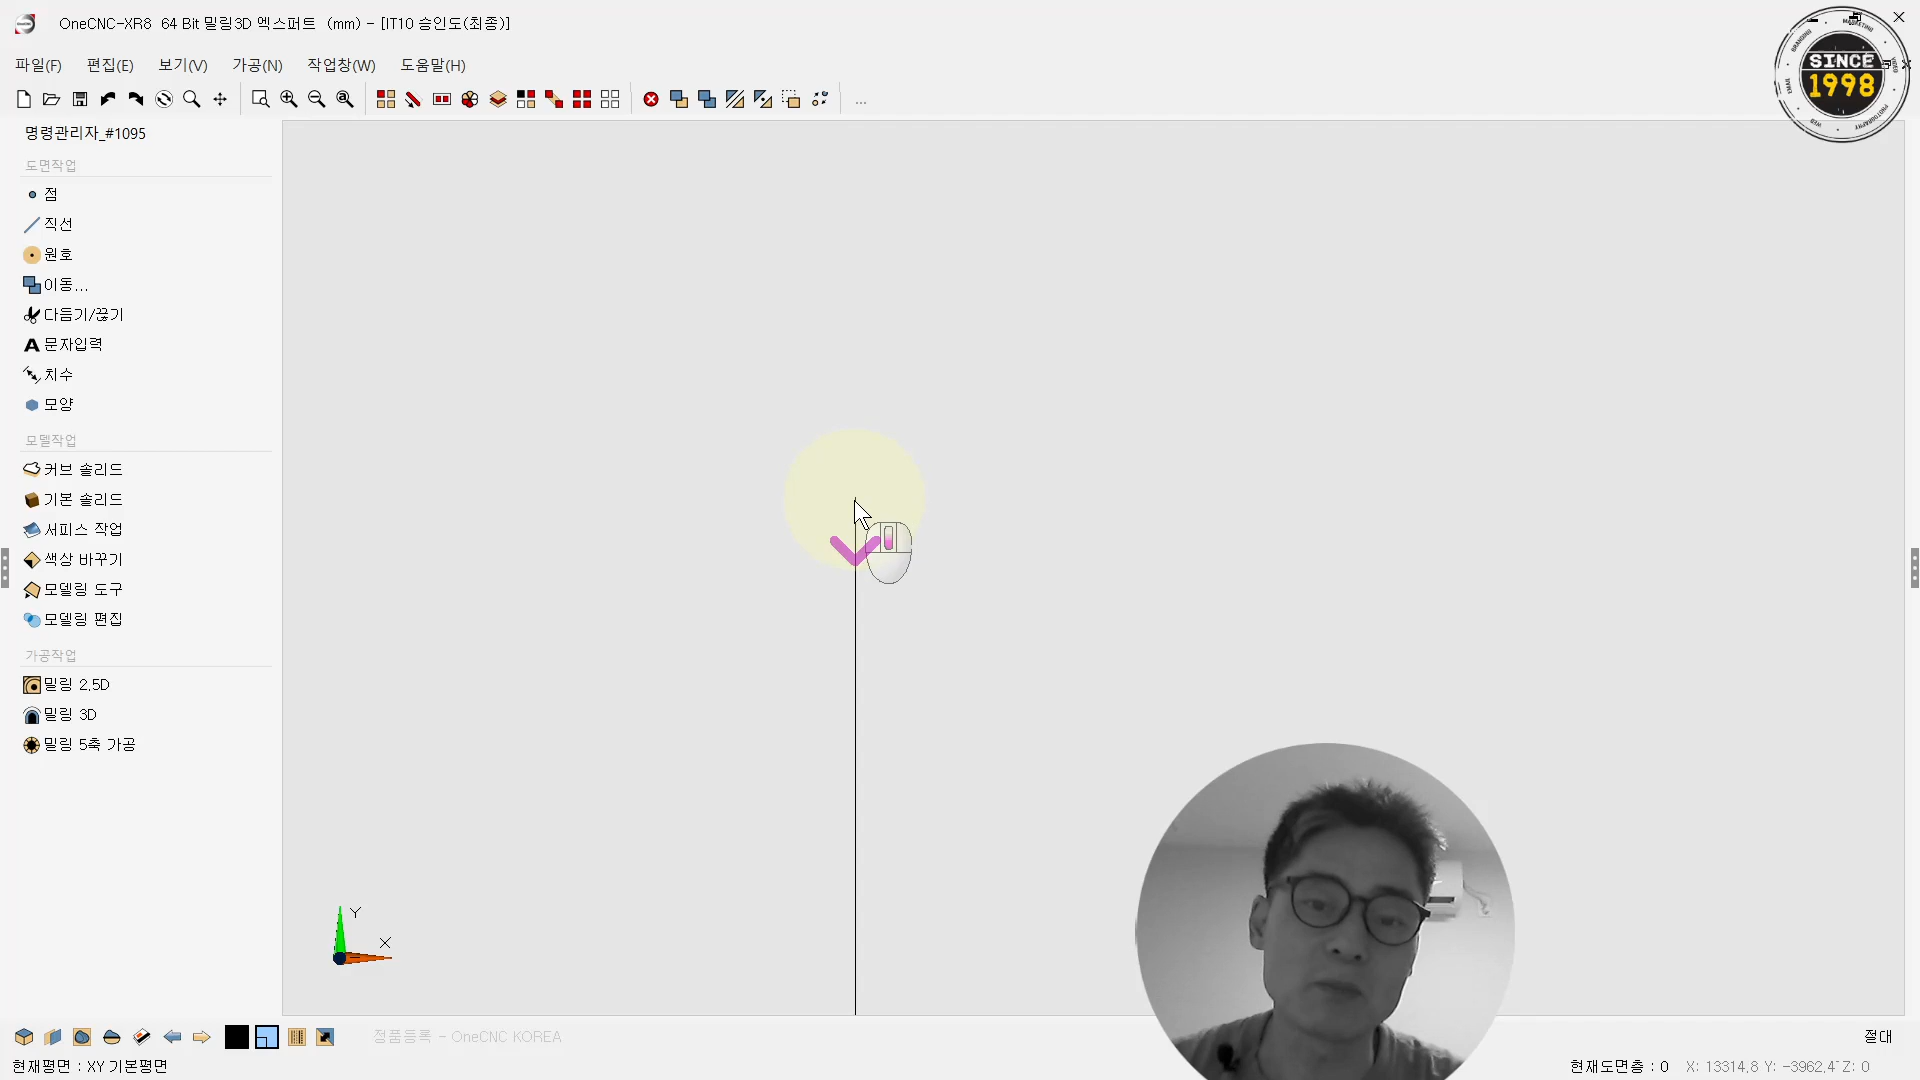 OneCNC-XR8 64 Bit 밀링3D 엑스퍼트 (mm) - [IT10 승인도(최종)]
파일(F) 편집(E) 보기(V) 가공(N) 작업창(W) 도움말(H)
MARKETING
BRANDING
VIDEO
SINCE
1998
EMAIL
WEB
PHOTOGRAPHY
...
명령관리자_#1095
도면작업
점
직선
원호
이동...
다듬기/끊기
A 문자입력
치수
모양
모델작업
커브 솔리드
기본 솔리드
서피스 작업
색상 바꾸기
모델링 도구
모델링 편집
가공작업
밀링 2.5D
밀링 3D
밀링 5축 가공
Y
X
정품등록 - OneCNC KOREA
절대
현재평면 : XY 기본평면
현재도면층 : 0 X: 13314.8 Y: -3962.4 Z: 0